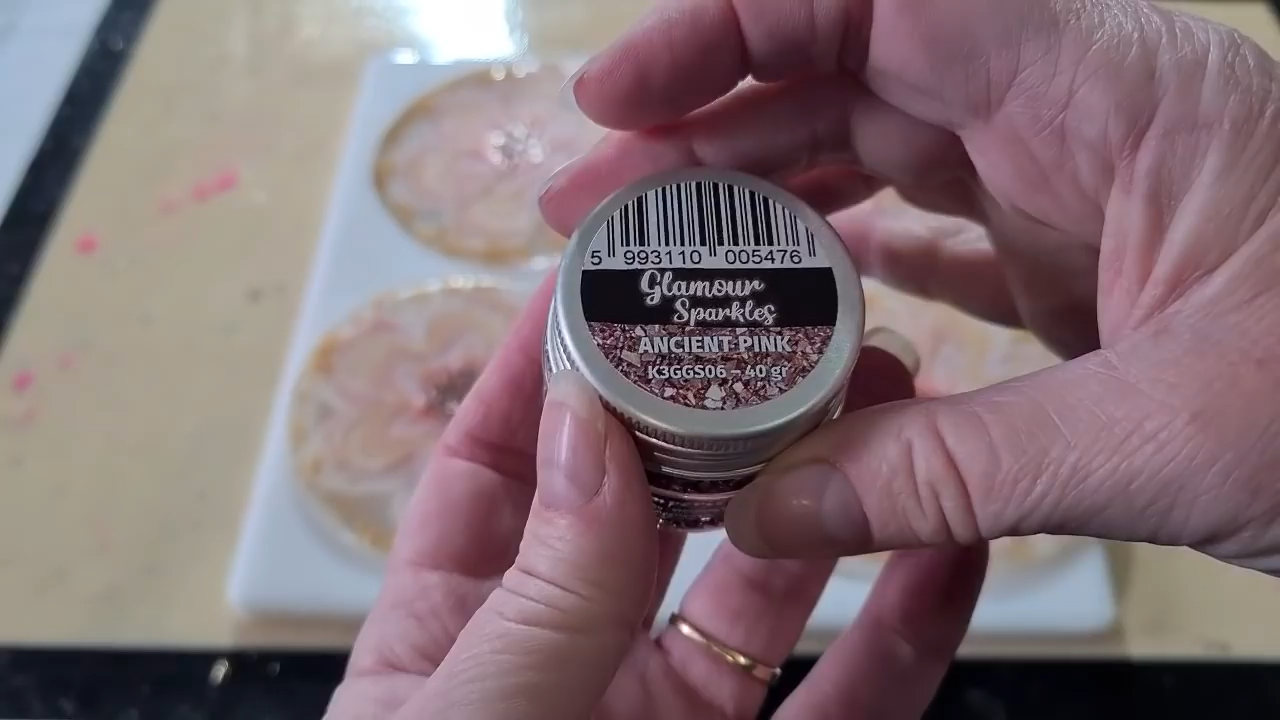 5 993110 005476
Glamour
Sparkles
ANCIENT PINK
K3GGS06 – 40 gr